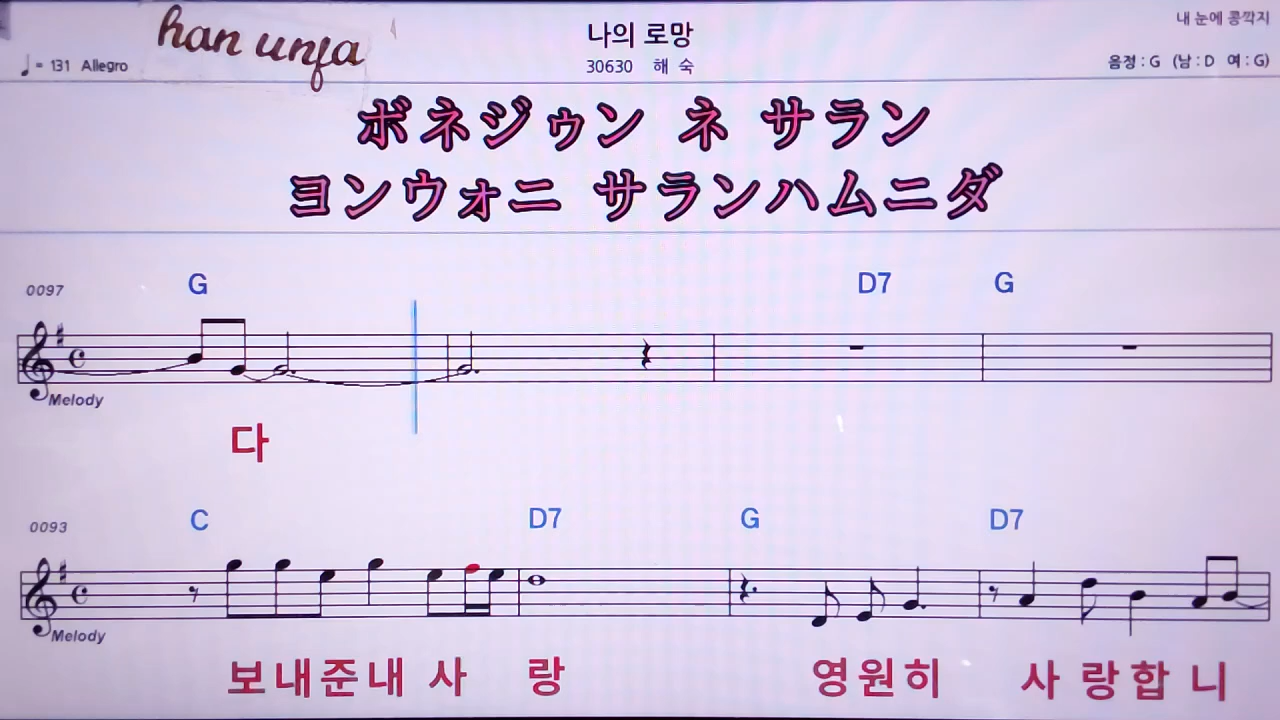 han unja
나의 로망
내 눈에 콩깍지
♩= 131 Allegro
30630 해 숙
음정 : G (남 : D 여 : G)
ボネジゥン ネ サラン
ヨンウォニ サランハムニダ
0097 G D7 G
Melody
다
0093 C D7 G D7
Melody
보내준내 사 랑 영원히 사 랑합 니